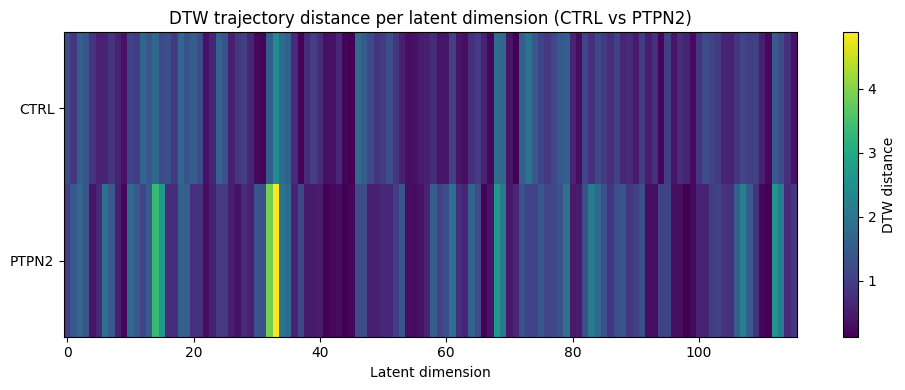 DTW trajectory distance per latent dimension (CTRL vs PTPN2)
CTRL
PTPN2
0 20 40 60 80 100
Latent dimension
4
3
2
1
DTW distance